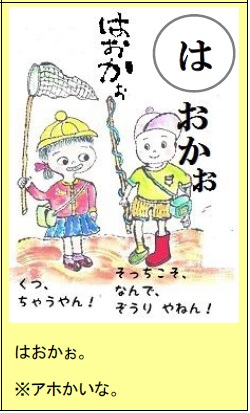 はおかぉ
は
おかぉ
くつ、
ちゃうやん！
そっちこそ、
なんで、
ぞうり やねん！
はおかぉ。
※アホかいな。